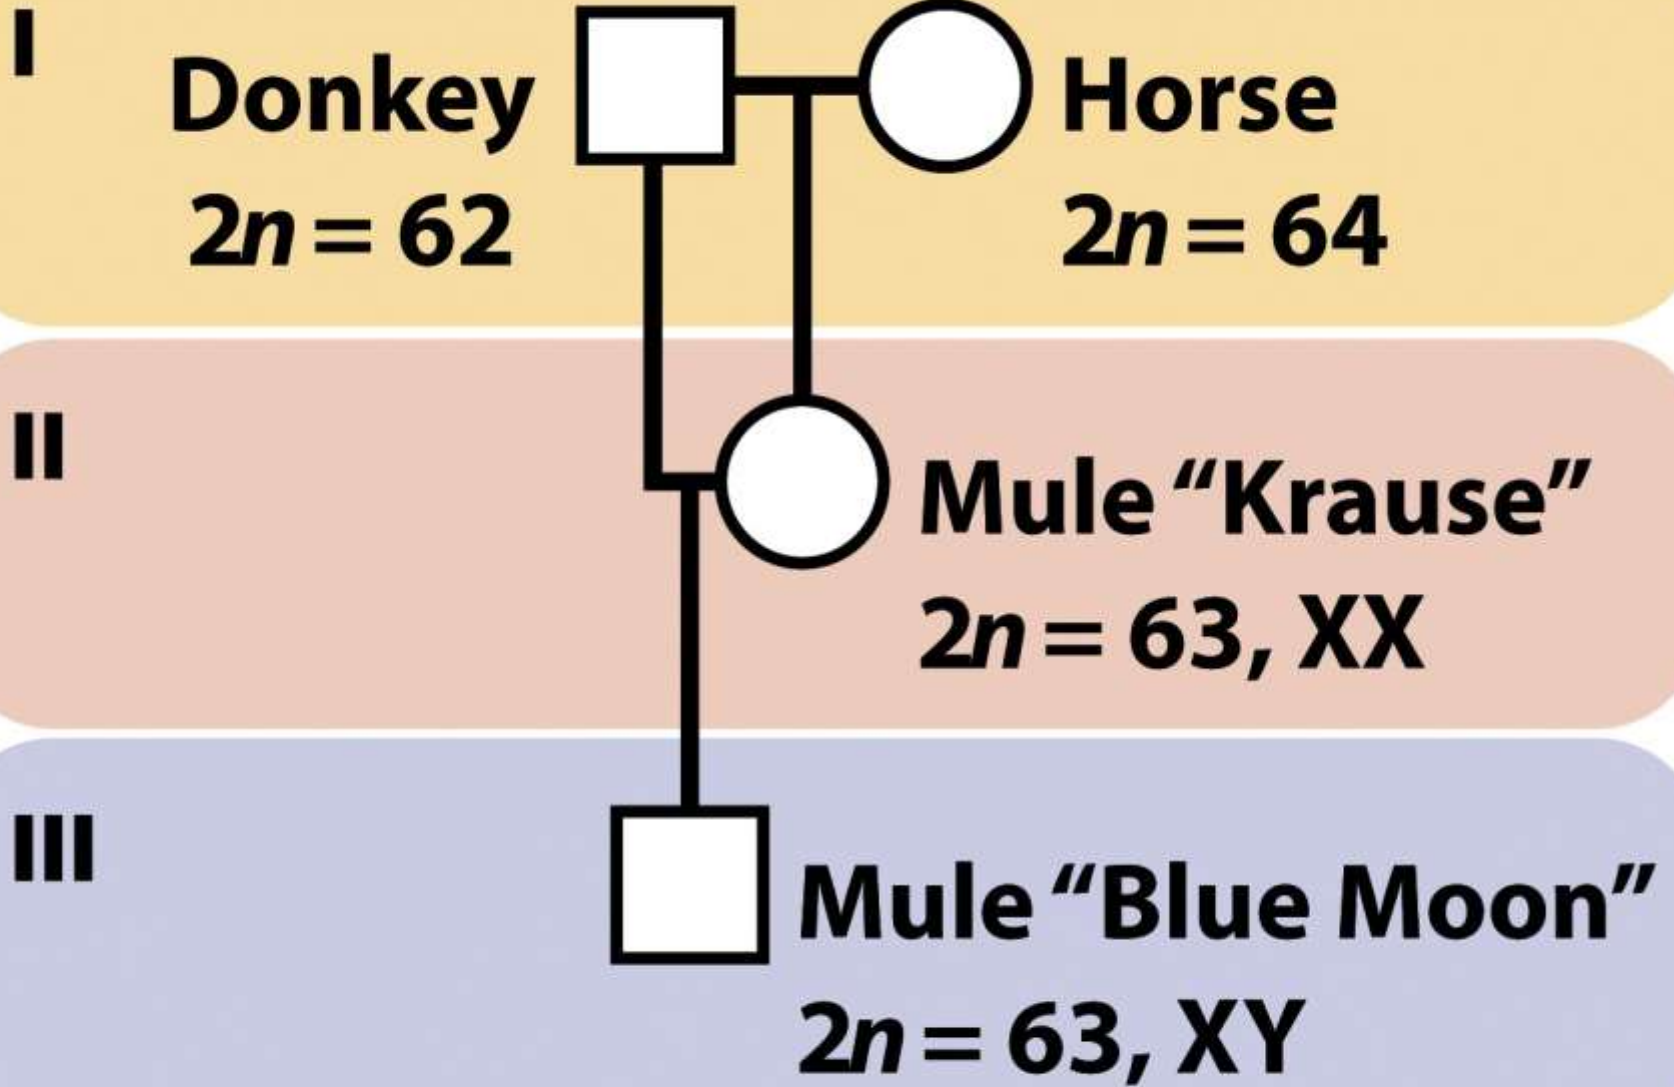 I
Donkey
2n = 62
Horse
2n = 64
II
Mule “Krause”
2n = 63, XX
III
Mule “Blue Moon”
2n = 63, XY